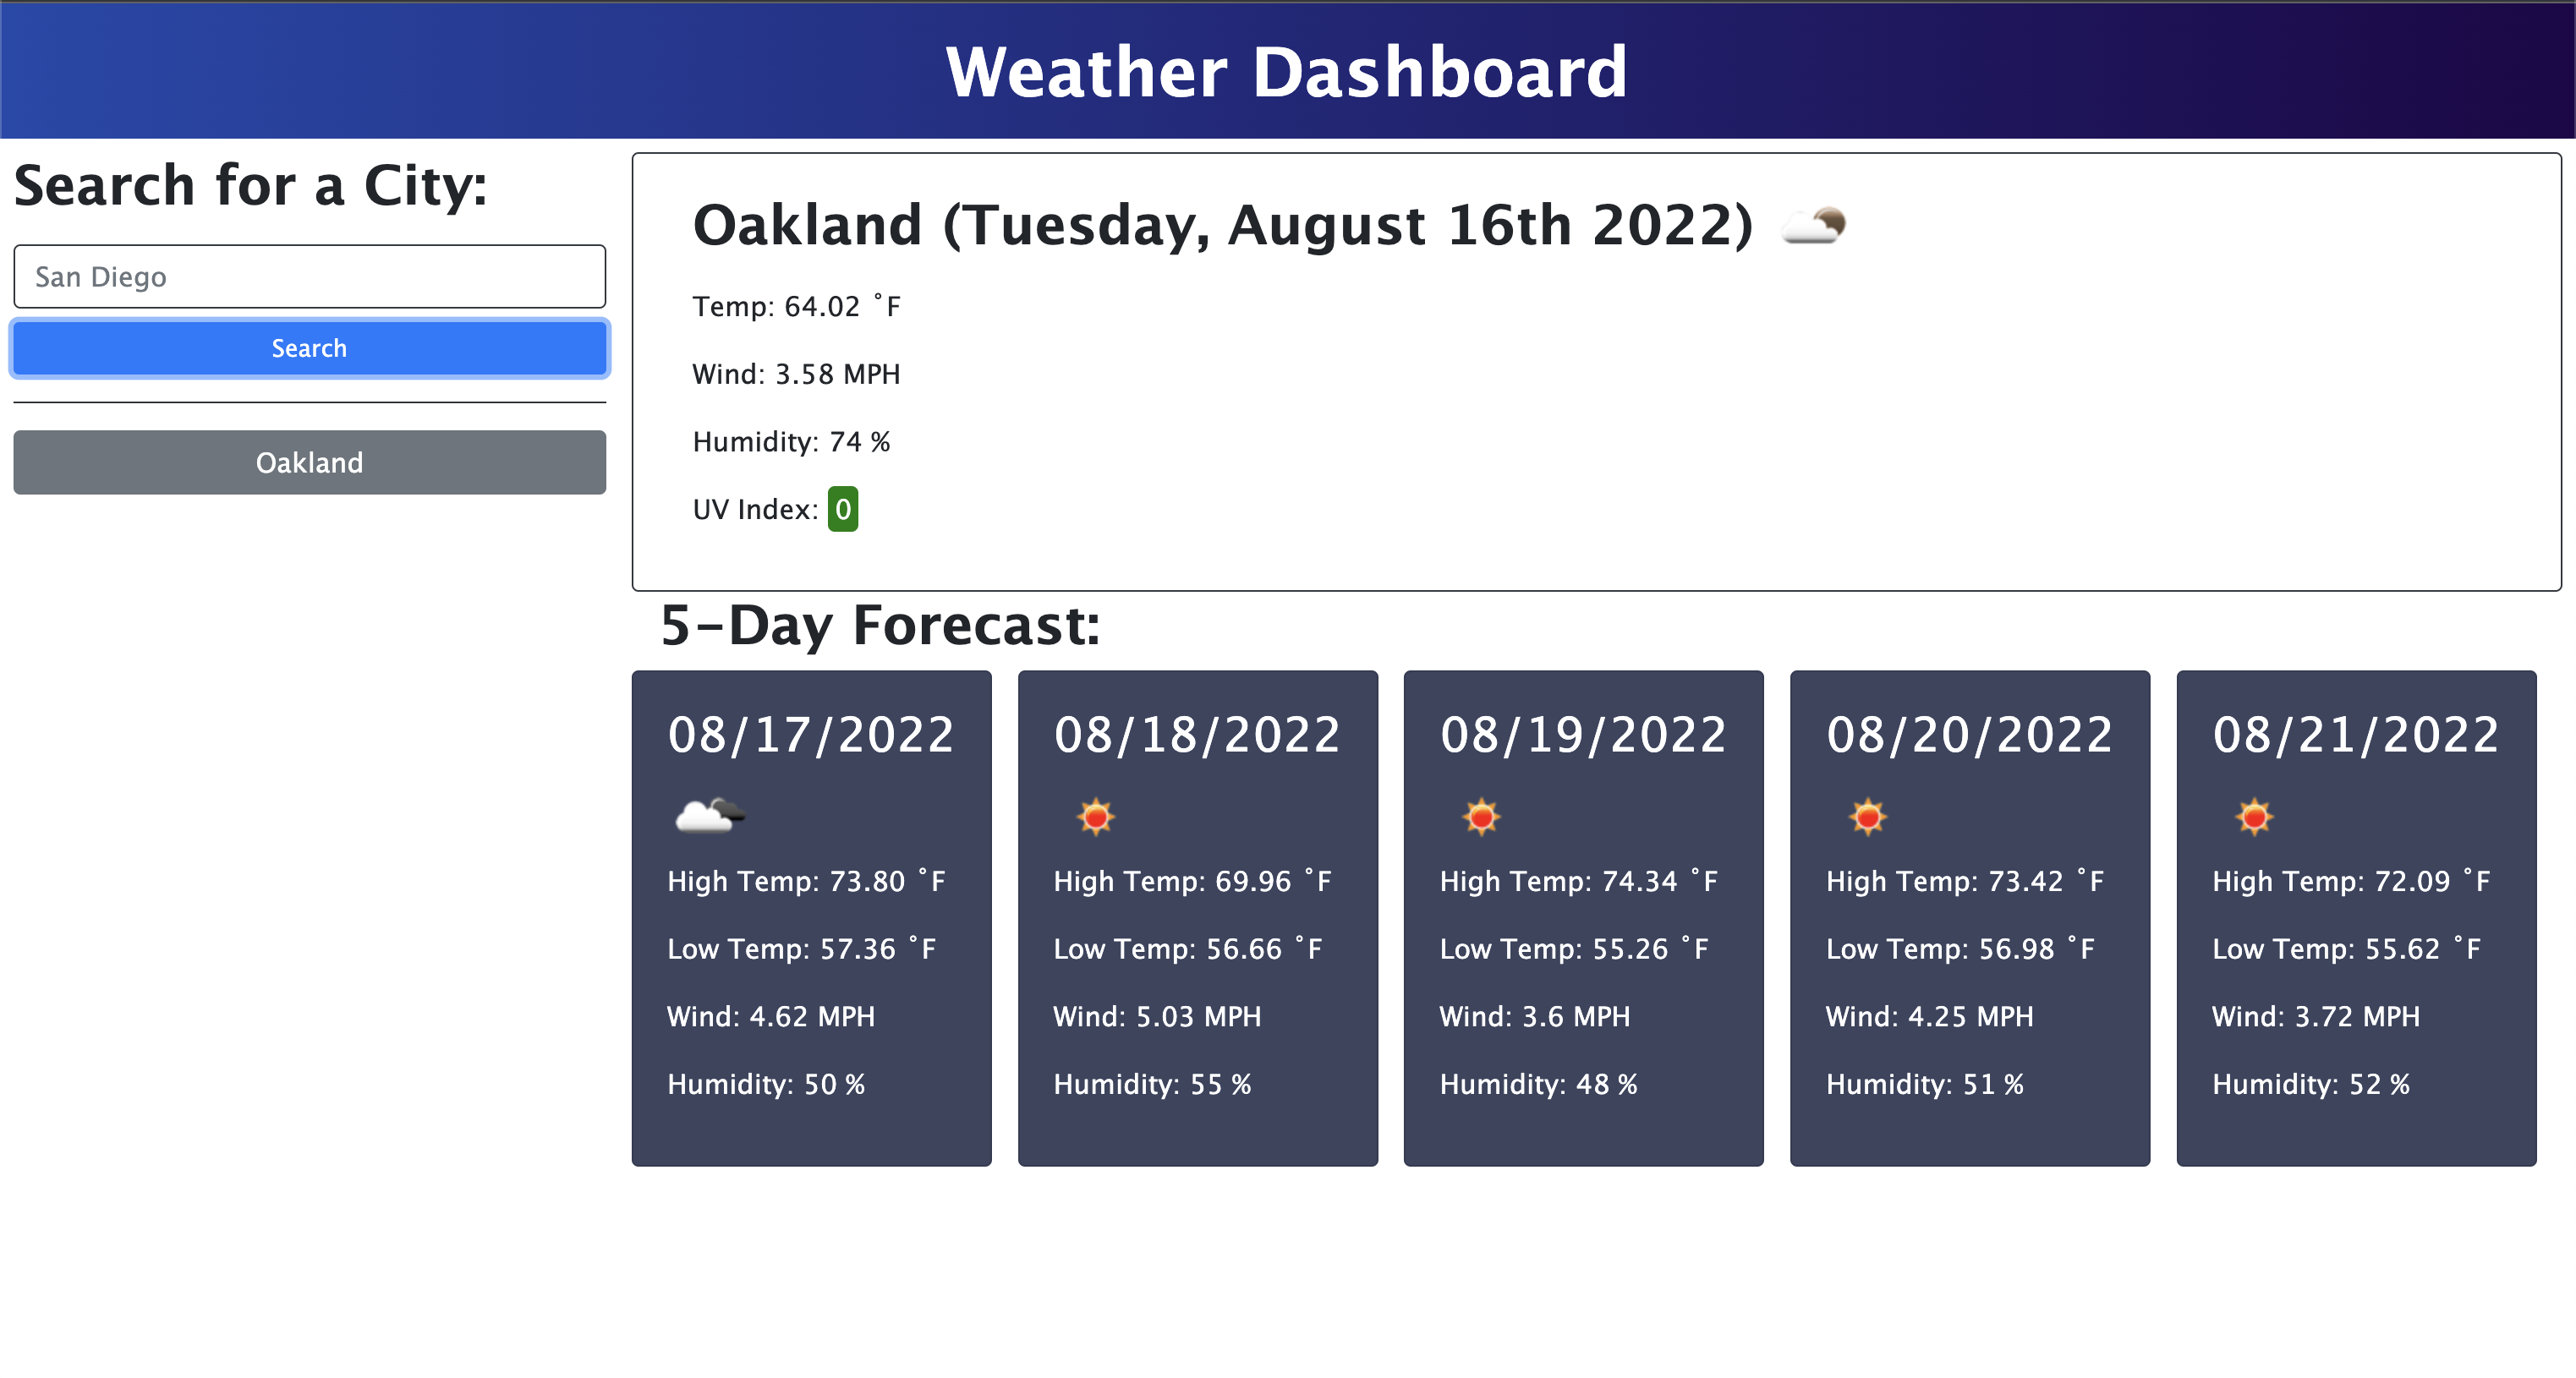 Weather Dashboard
Search for a City:
San Diego
Search
Oakland
Oakland (Tuesday, August 16th 2022)
Temp: 64.02 ˚F
Wind: 3.58 MPH
Humidity: 74 %
UV Index: 0
5-Day Forecast:
08/17/2022
High Temp: 73.80 ˚F
Low Temp: 57.36 ˚F
Wind: 4.62 MPH
Humidity: 50 %
08/18/2022
High Temp: 69.96 ˚F
Low Temp: 56.66 ˚F
Wind: 5.03 MPH
Humidity: 55 %
08/19/2022
High Temp: 74.34 ˚F
Low Temp: 55.26 ˚F
Wind: 3.6 MPH
Humidity: 48 %
08/20/2022
High Temp: 73.42 ˚F
Low Temp: 56.98 ˚F
Wind: 4.25 MPH
Humidity: 51 %
08/21/2022
High Temp: 72.09 ˚F
Low Temp: 55.62 ˚F
Wind: 3.72 MPH
Humidity: 52 %